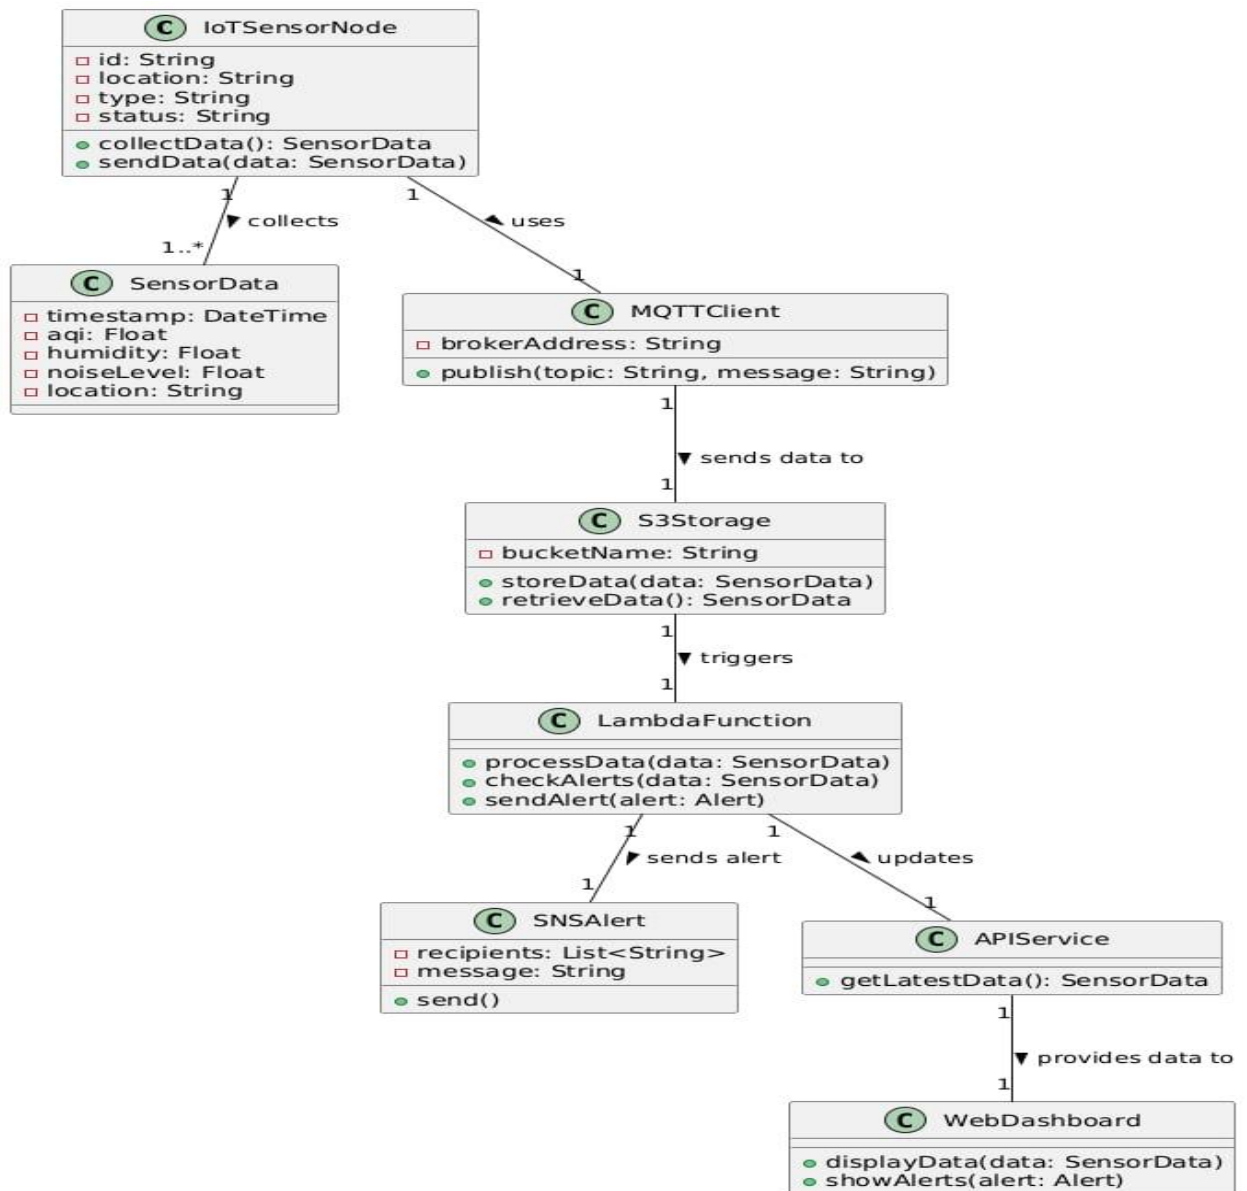 C IoTSensorNode
id: String
location: String
type: String
status: String
collectData(): SensorData
sendData(data: SensorData)
1
1
collects
uses
1..*
1
C SensorData
timestamp: DateTime
aqi: Float
humidity: Float
noiseLevel: Float
location: String
C MQTTClient
brokerAddress: String
publish(topic: String, message: String)
1
sends data to
1
C S3Storage
bucketName: String
storeData(data: SensorData)
retrieveData(): SensorData
1
triggers
1
C LambdaFunction
processData(data: SensorData)
checkAlerts(data: SensorData)
sendAlert(alert: Alert)
1
1
sends alert
updates
1
1
C SNSAlert
recipients: List<String>
message: String
send()
C APIService
getLatestData(): SensorData
1
provides data to
1
C WebDashboard
displayData(data: SensorData)
showAlerts(alert: Alert)